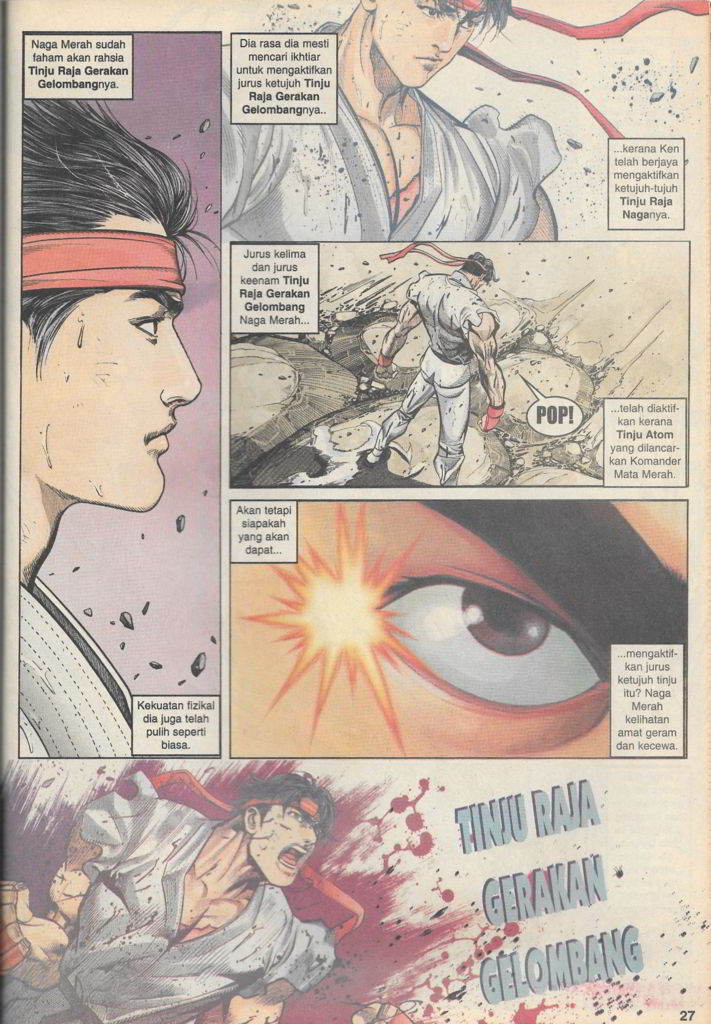 Naga Merah sudah
faham akan rahsia
Tinju Raja Gerakan
Gelombangnya.
Dia rasa dia mesti
mencari ikhtiar
untuk mengaktifkan
jurus ketujuh Tinju
Raja Gerakan
Gelombangnya..
...kerana Ken
telah berjaya
mengaktifkan
ketujuh-tujuh
Tinju Raja
Naganya.
Jurus kelima
dan jurus
keenam Tinju
Raja Gerakan
Gelombang
Naga Merah...
POP!
...telah diaktif-
kan kerana
Tinju Atom
yang dilancar-
kan Komander
Mata Merah.
Akan tetapi
siapakah
yang akan
dapat...
...mengaktif-
kan jurus
ketujuh tinju
itu? Naga
Merah
kelihatan
amat geram
dan kecewa.
Kekuatan fizikal
dia juga telah
pulih seperti
biasa.
TINJU RAJA
GERAKAN
GELOMBANG
27